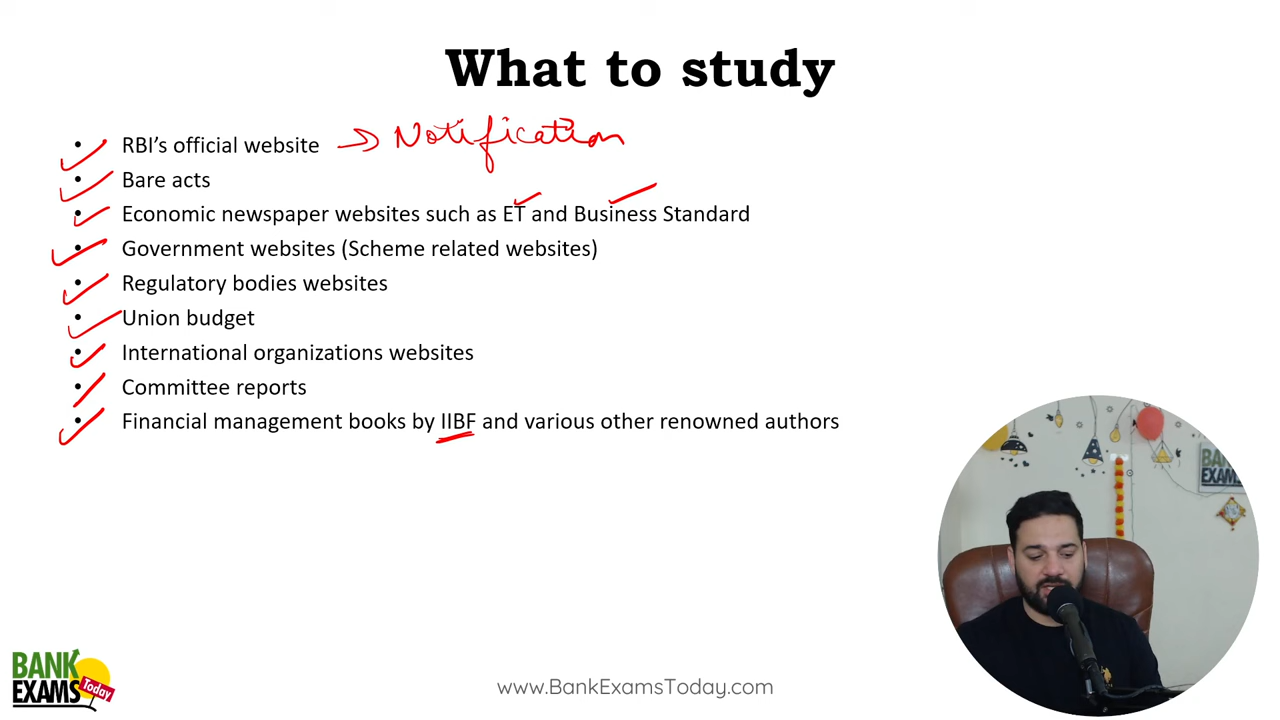 What to study
• RBI's official website → Notification
• Bare acts
• Economic newspaper websites such as ET and Business Standard
• Government websites (Scheme related websites)
• Regulatory bodies websites
• Union budget
• International organizations websites
• Committee reports
• Financial management books by IIBF and various other renowned authors
BANK
EXAMS
BANK
EXAMS
Today
www.BankExamsToday.com